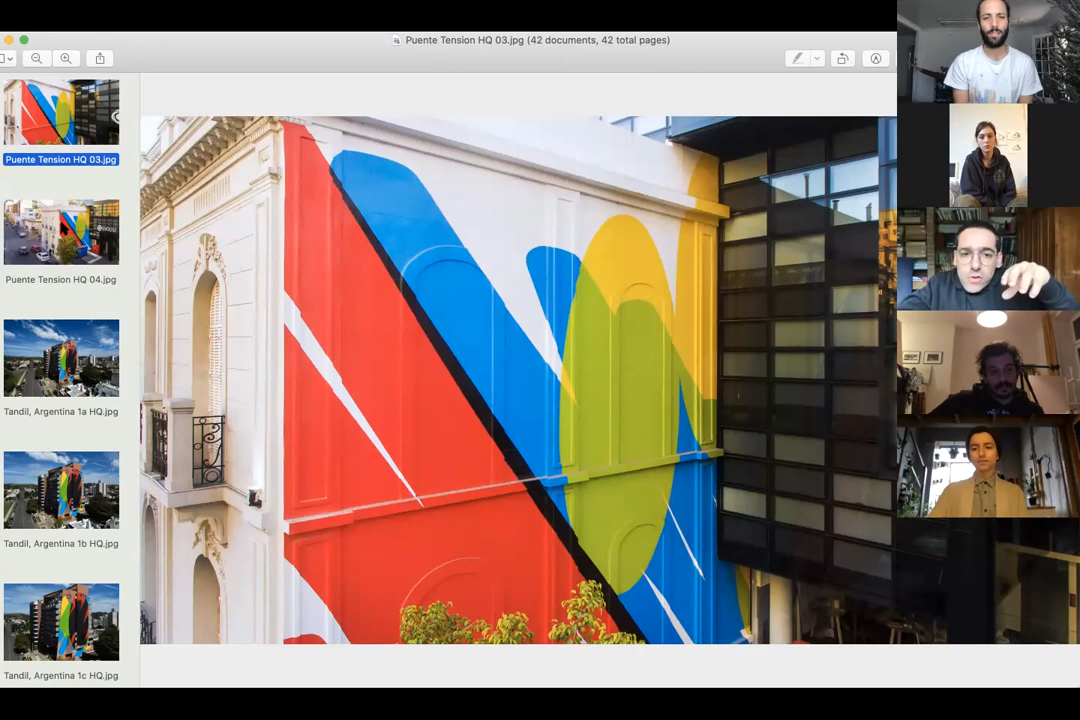 Puente Tension HQ 03.jpg (42 documents, 42 total pages)
Puente Tension HQ 03.jpg
Puente Tension HQ 04.jpg
Tandil, Argentina 1a HQ.jpg
Tandil, Argentina 1b HQ.jpg
Tandil, Argentina 1c HQ.jpg